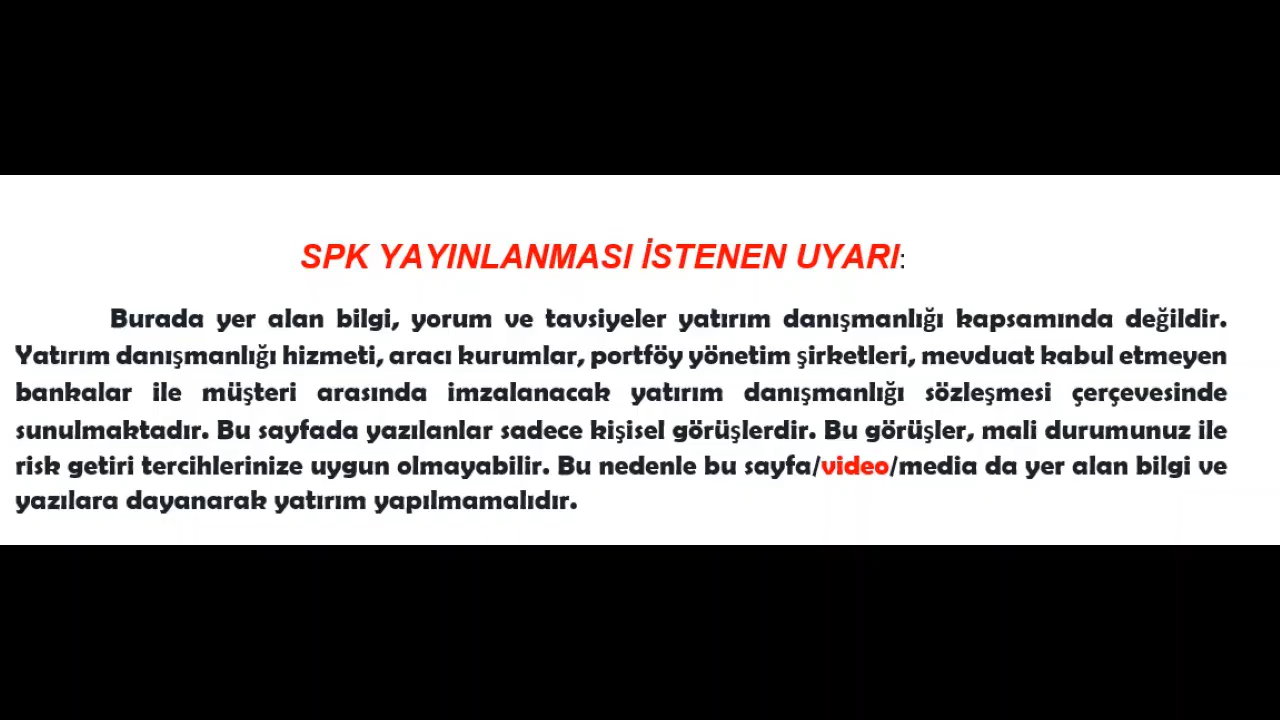 SPK YAYINLANMASI İSTENEN UYARI:
Burada yer alan bilgi, yorum ve tavsiyeler yatırım danışmanlığı kapsamında değildir.
Yatırım danışmanlığı hizmeti, aracı kurumlar, portföy yönetim şirketleri, mevduat kabul etmeyen
bankalar ile müşteri arasında imzalanacak yatırım danışmanlığı sözleşmesi çerçevesinde
sunulmaktadır. Bu sayfada yazılanlar sadece kişisel görüşlerdir. Bu görüşler, mali durumunuz ile
risk getiri tercihlerinize uygun olmayabilir. Bu nedenle bu sayfa/video/media da yer alan bilgi ve
yazılara dayanarak yatırım yapılmamalıdır.